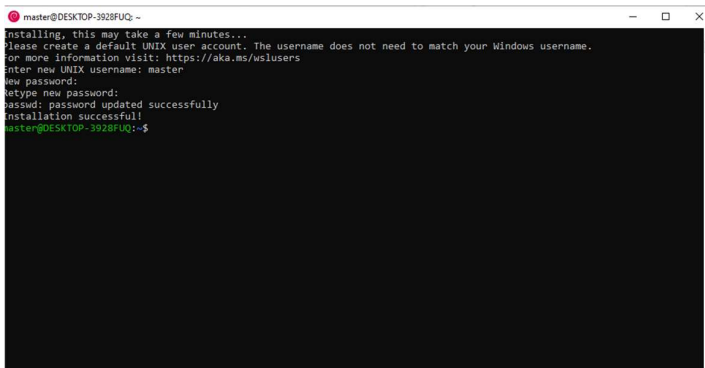 master@DESKTOP-3928FUQ: ~
Installing, this may take a few minutes...
Please create a default UNIX user account. The username does not need to match your Windows username.
For more information visit: https://aka.ms/wslusers
Enter new UNIX username: master
New password:
Retype new password:
passwd: password updated successfully
Installation successful!
master@DESKTOP-3928FUQ:~$